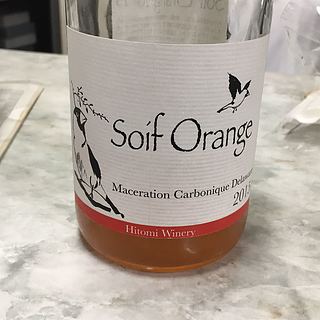 Soif Orange
Maceration Carbonique
Hitomi Winery